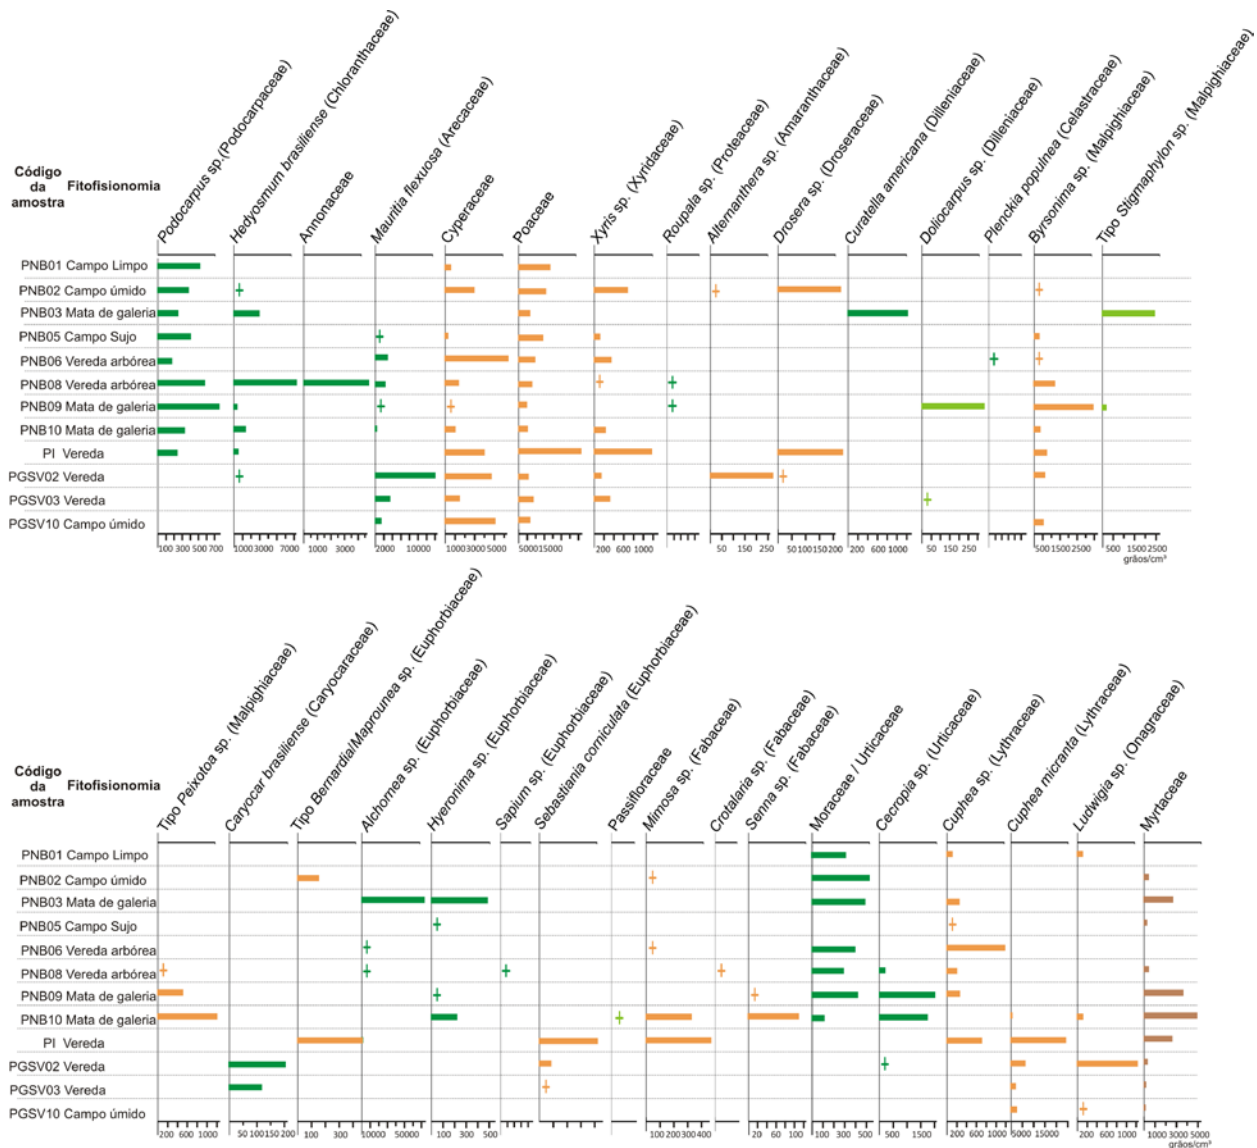 Podocarpus sp. (Podocarpaceae)
Hedyosmum brasiliense (Chloranthaceae)
Annonaceae
Mauritia flexuosa (Arecaceae)
Cyperaceae
Poaceae
Xyris sp. (Xyridaceae)
Roupala sp. (Proteaceae)
Alternanthera sp. (Amaranthaceae)
Drosera sp. (Droseraceae)
Curatella americana (Dilleniaceae)
Doliocarpus sp. (Dilleniaceae)
Plenckia populnea (Celastraceae)
Byrsonima sp. (Malpighiaceae)
Tipo Stigmaphylon sp. (Malpighiaceae)
Código da amostra Fitofisionomia
PNB01 Campo Limpo
PNB02 Campo úmido
PNB03 Mata de galeria
PNB05 Campo Sujo
PNB06 Vereda arbórea
PNB08 Vereda arbórea
PNB09 Mata de galeria
PNB10 Mata de galeria
PI Vereda
PGSV02 Vereda
PGSV03 Vereda
PGSV10 Campo úmido
100 300 500 700 1000 3000 7000 1000 3000 2000 10000 1000 3000 5000 5000 15000 200 600 1000 50 150 250 50 100 150 200 200 600 1000 50 150 250 500 1500 2500 500 1500 2500
grãos/cm³
Tipo Peixotoa sp. (Malpighiaceae)
Caryocar brasiliense (Caryocaraceae)
Tipo Bernardia/Maprounea sp. (Euphorbiaceae)
Alchornea sp. (Euphorbiaceae)
Hyeronima sp. (Euphorbiaceae)
Sapium sp. (Euphorbiaceae)
Sebastiania corniculata (Euphorbiaceae)
Passifloraceae
Mimosa sp. (Fabaceae)
Crotalaria sp. (Fabaceae)
Senna sp. (Fabaceae)
Moraceae / Urticaceae
Cecropia sp. (Urticaceae)
Cuphea sp. (Lythraceae)
Cuphea micranta (Lythraceae)
Ludwigia sp. (Onagraceae)
Myrtaceae
Código da amostra Fitofisionomia
PNB01 Campo Limpo
PNB02 Campo úmido
PNB03 Mata de galeria
PNB05 Campo Sujo
PNB06 Vereda arbórea
PNB08 Vereda arbórea
PNB09 Mata de galeria
PNB10 Mata de galeria
PI Vereda
PGSV02 Vereda
PGSV03 Vereda
PGSV10 Campo úmido
200 600 1000 50 100 150 200 100 300 10000 50000 100 300 500 100 200 300 400 20 60 100 100 300 500 500 1500 200 600 1000 5000 15000 50 150 250 1000 3000 5000
grãos/cm³